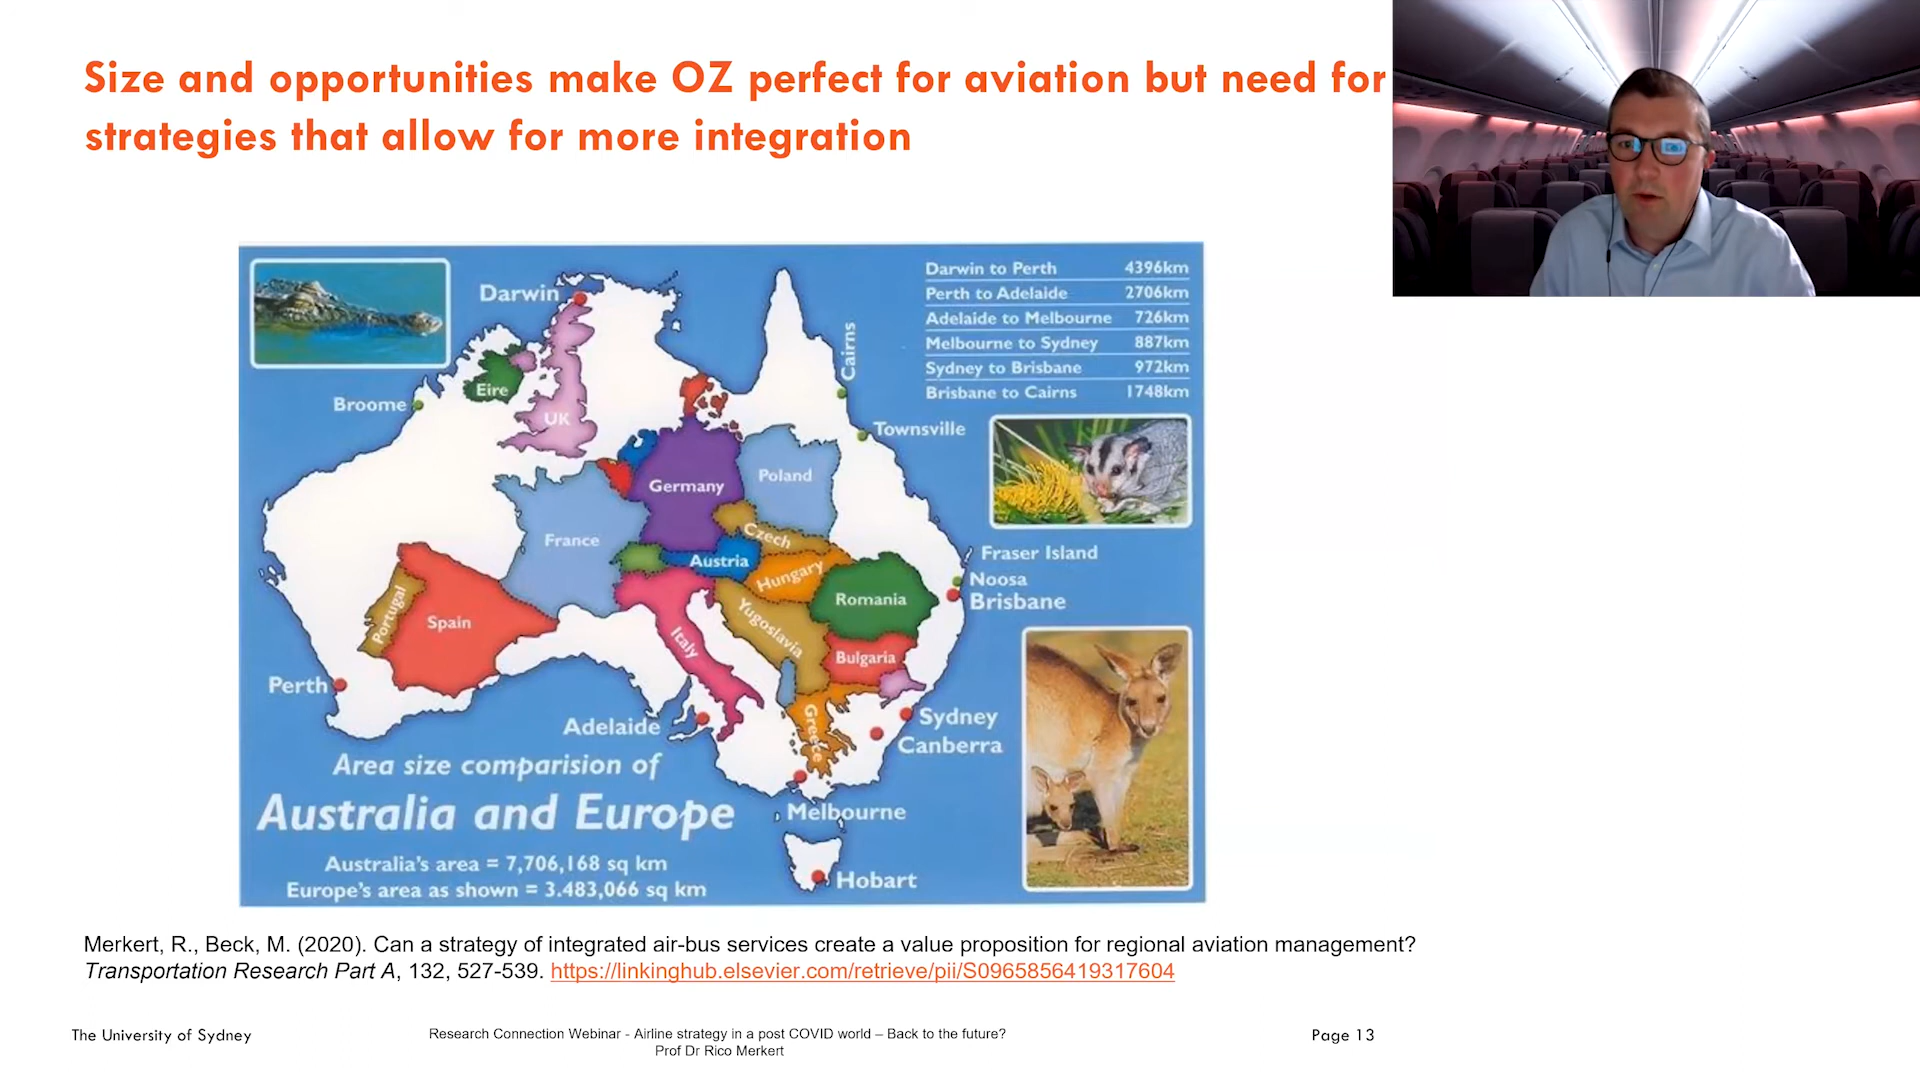 Size and opportunities make OZ perfect for aviation but need for
strategies that allow for more integration
Darwin to Perth 4396km
Perth to Adelaide 2706km
Adelaide to Melbourne 726km
Melbourne to Sydney 887km
Sydney to Brisbane 972km
Brisbane to Cairns 1748km
Darwin
Cairns
Eire
Broome
UK
Townsville
Germany
Poland
France
Czech
Austria
Hungary
Fraser Island
Noosa
Brisbane
Romania
Portugal
Spain
Italy
Yugoslavia
Bulgaria
Perth
Adelaide
Greece
Sydney
Canberra
Area size comparision of
Australia and Europe
Melbourne
Australia's area = 7,706,168 sq km
Europe's area as shown = 3.483,066 sq km
Hobart
Merkert, R., Beck, M. (2020). Can a strategy of integrated air-bus services create a value proposition for regional aviation management?
Transportation Research Part A, 132, 527-539. https://linkinghub.elsevier.com/retrieve/pii/S0965856419317604
The University of Sydney
Research Connection Webinar - Airline strategy in a post COVID world – Back to the future?
Prof Dr Rico Merkert
Page 13